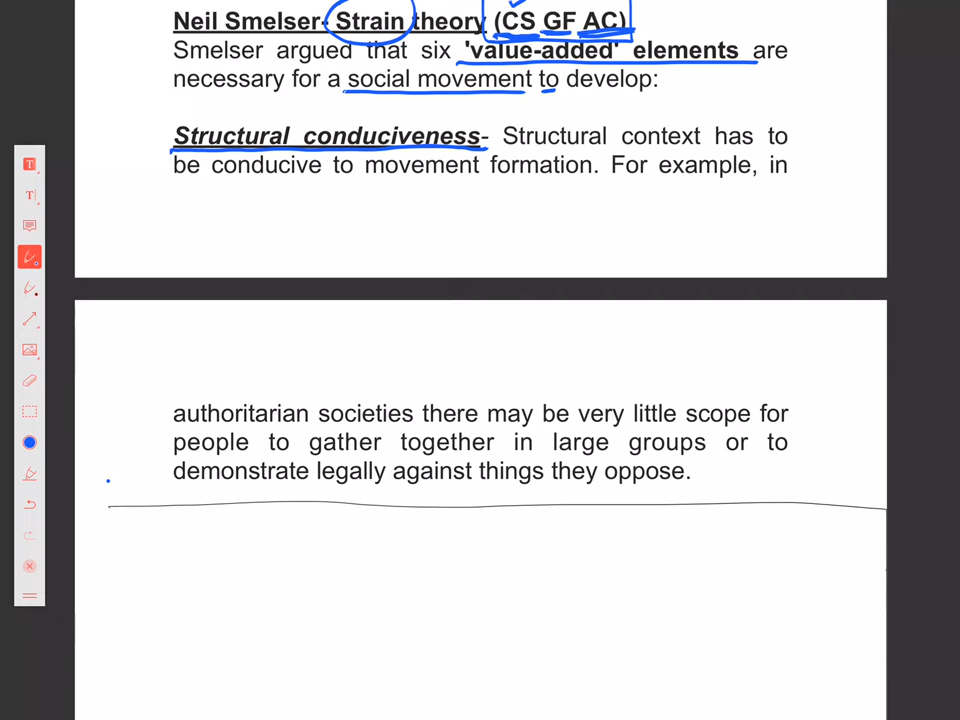 Neil Smelser- Strain theory (CS GF AC)
Smelser argued that six 'value-added' elements are
necessary for a social movement to develop:
Structural conduciveness- Structural context has to
be conducive to movement formation. For example, in
authoritarian societies there may be very little scope for
people to gather together in large groups or to
demonstrate legally against things they oppose.